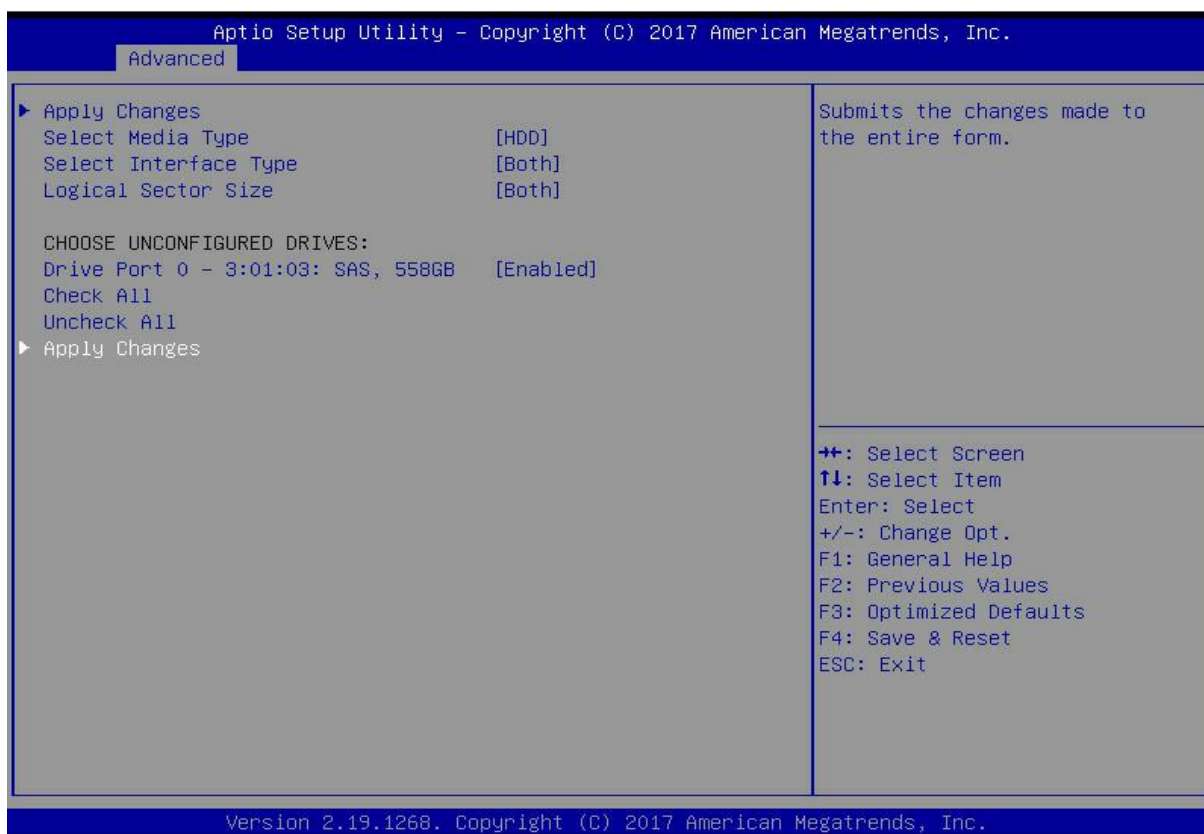 Aptio Setup Utility – Copyright (C) 2017 American Megatrends, Inc.
Advanced
▶ Apply Changes
Select Media Type [HDD]
Select Interface Type [Both]
Logical Sector Size [Both]
CHOOSE UNCONFIGURED DRIVES:
Drive Port 0 – 3:01:03: SAS, 558GB [Enabled]
Check All
Uncheck All
▶ Apply Changes
Submits the changes made to
the entire form.
→←: Select Screen
↑↓: Select Item
Enter: Select
+/-: Change Opt.
F1: General Help
F2: Previous Values
F3: Optimized Defaults
F4: Save & Reset
ESC: Exit
Version 2.19.1268. Copyright (C) 2017 American Megatrends, Inc.